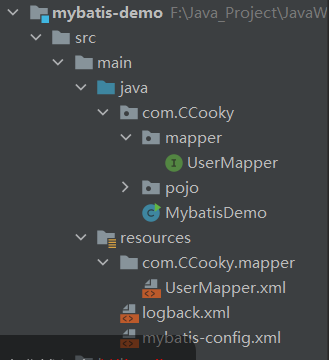 mybatis-demo F:\Java_Project\JavaW
src
main
java
com.CCooky
mapper
I UserMapper
pojo
C MybatisDemo
resources
com.CCooky.mapper
UserMapper.xml
logback.xml
mybatis-config.xml